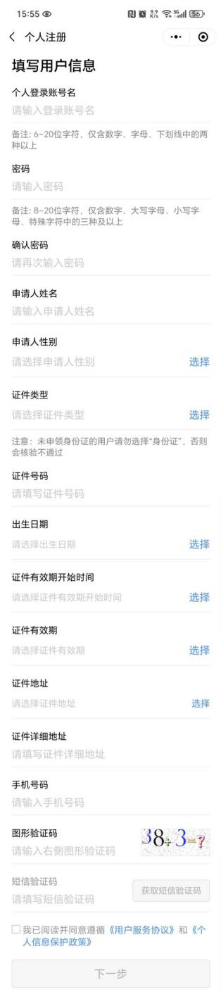 15:55
9.9 K/s 5G 56
个人注册
填写用户信息
个人登录账号名
请输入登录账号名
备注: 6~20位字符，仅含数字、字母、下划线中的两
种以上
密码
请输入密码
备注: 8~20位字符，仅含数字、大写字母、小写字
母、特殊字符中的三种及以上
确认密码
请再次输入密码
申请人姓名
请输入申请人姓名
申请人性别
请选择申请人性别 选择
证件类型
请选择证件类型 选择
注意：未申领身份证的用户请勿选择“身份证”，否则
会核验不通过
证件号码
请填写证件号码
出生日期
请选择出生日期 选择
证件有效期开始时间
请选择证件有效期开始时间 选择
证件有效期
请选择证件有效期 选择
证件地址
请选择证件地址 选择
证件详细地址
请填写证件详细地址
手机号码
请输入手机号码
图形验证码
请输入右侧图形验证码 38+3=?
短信验证码
请填写短信验证码 获取短信验证码
我已阅读并同意遵循《用户服务协议》和《个
人信息保护政策》
下一步